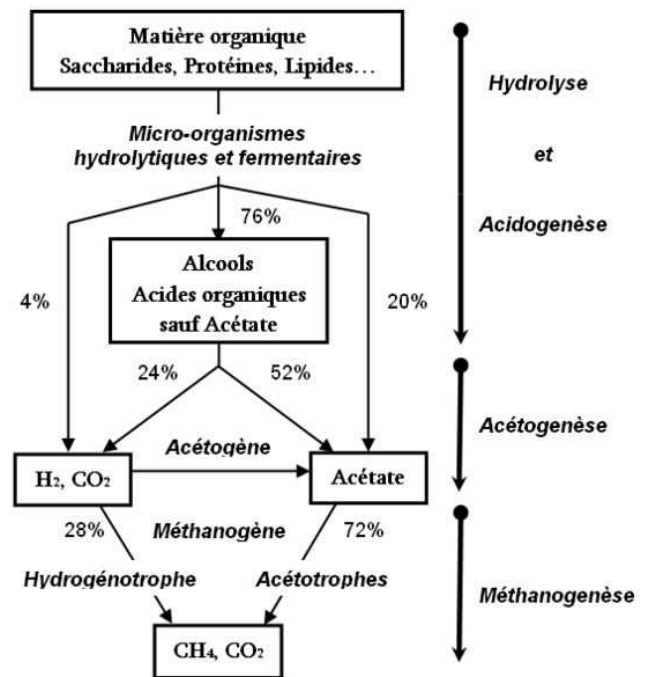 Matière organique
Saccharides, Protéines, Lipides...
Micro-organismes
hydrolytiques et fermentaires
76%
4%
Alcools
Acides organiques
sauf Acétate
20%
24%
52%
Acétogène
H₂, CO₂
Acétate
28%
Méthanogène
72%
Hydrogénotrophe
Acétotrophes
CH₄, CO₂
Hydrolyse
et
Acidogenèse
Acétogenèse
Méthanogenèse